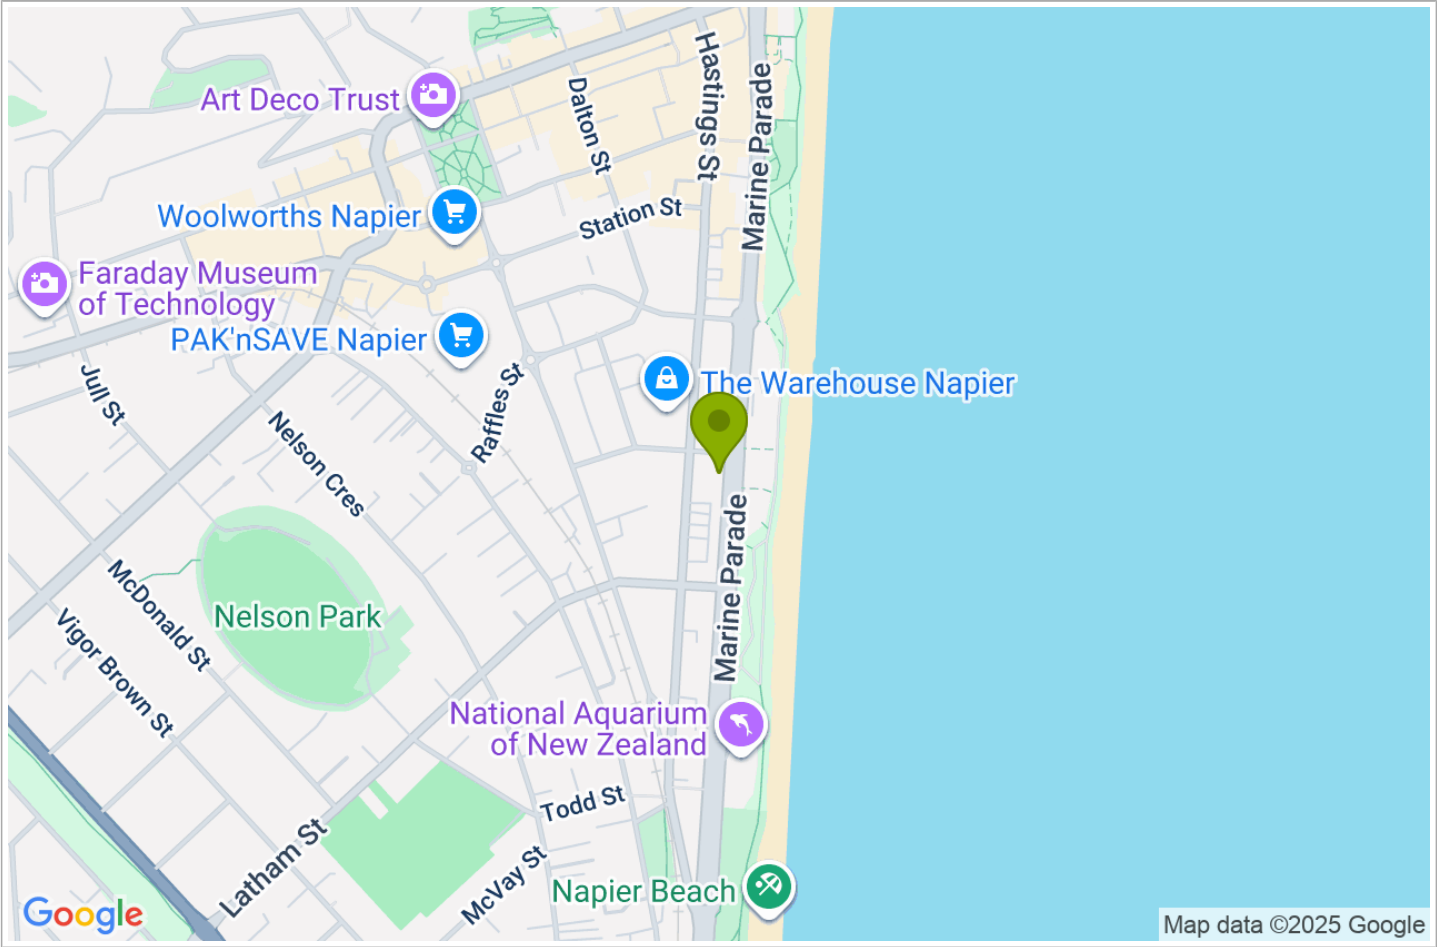 Hastings St
Marine Parade
Art Deco Trust
Dalton St
Woolworths Napier
Station St
Faraday Museum
of Technology
PAK'nSAVE Napier
Jull St
Raffles St
The Warehouse Napier
Nelson Cres
Marine Parade
McDonald St
Nelson Park
Vigor Brown St
National Aquarium
of New Zealand
Todd St
Latham St
McVay St
Napier Beach
Google
Map data ©2025 Google